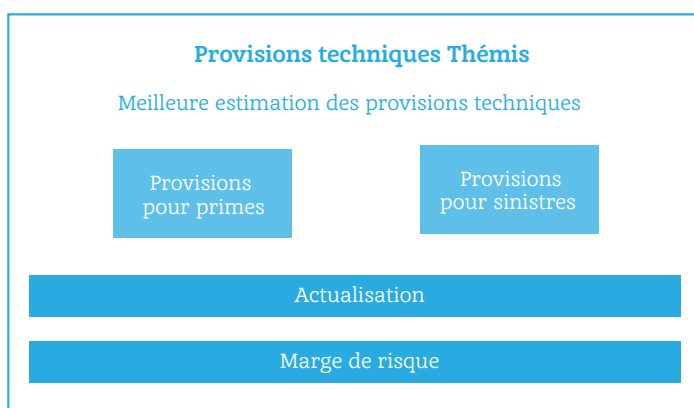 Provisions techniques Thémis
Meilleure estimation des provisions techniques
Provisions
pour primes
Provisions
pour sinistres
Actualisation
Marge de risque